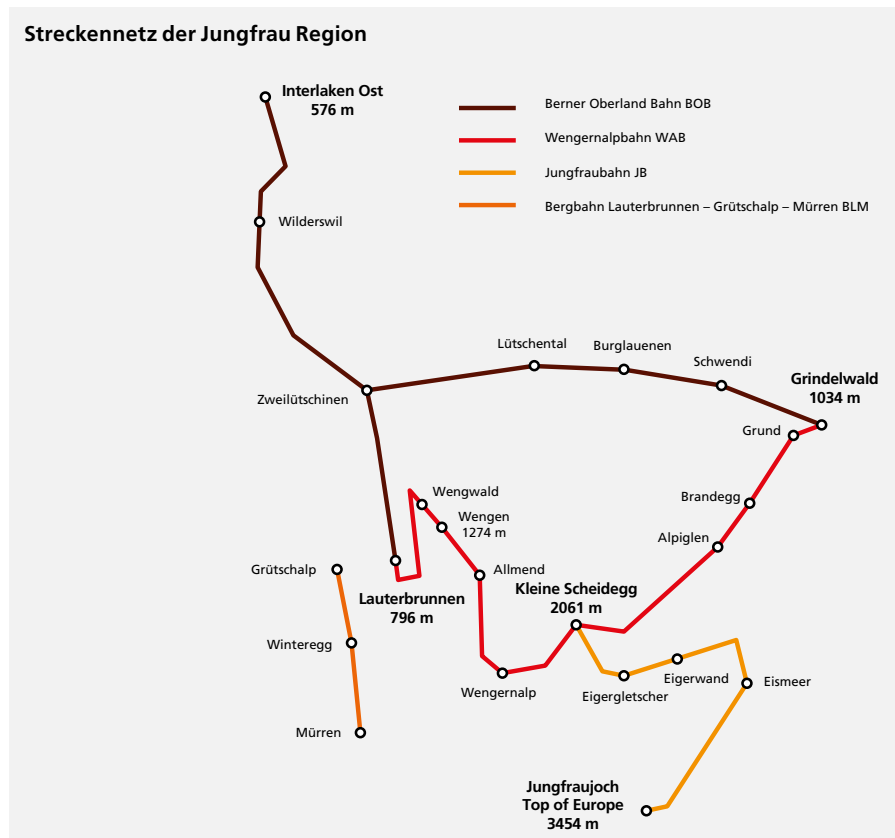 Streckennetz der Jungfrau Region
Interlaken Ost
576 m
Berner Oberland Bahn BOB
Wengernalpbahn WAB
Jungfraubahn JB
Bergbahn Lauterbrunnen – Grütschalp – Mürren BLM
Wilderswil
Lütschental
Burglauenen
Schwendi
Grindelwald
1034 m
Zweilütschinen
Grund
Wengwald
Brandegg
Wengen
1274 m
Alpiglen
Grütschalp
Allmend
Lauterbrunnen
796 m
Kleine Scheidegg
2061 m
Winteregg
Wengernalp
Eigergletscher
Eigerwand
Eismeer
Mürren
Jungfraujoch
Top of Europe
3454 m